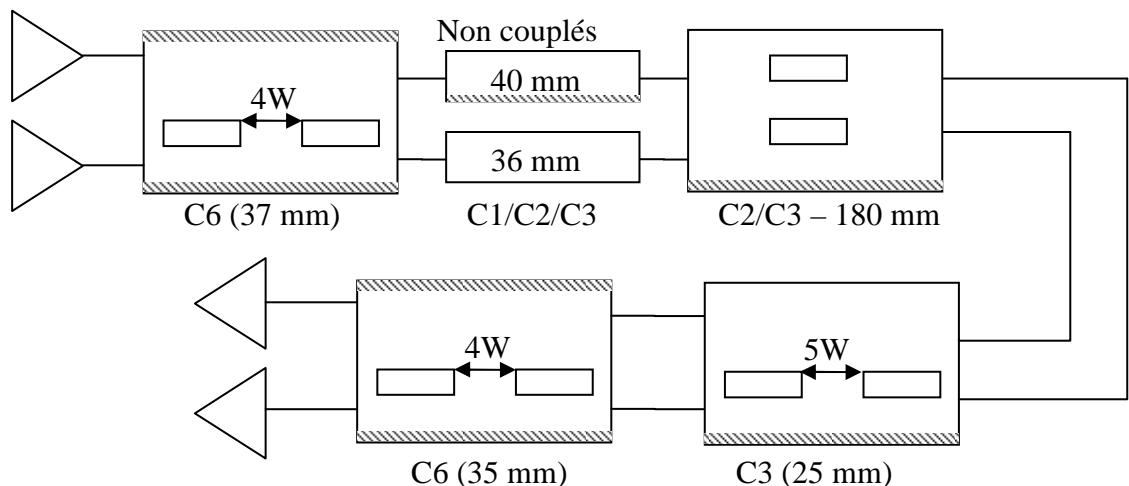 Non couplés
40 mm
4W
36 mm
C6 (37 mm)
C1/C2/C3
C2/C3 – 180 mm
4W
5W
C6 (35 mm)
C3 (25 mm)